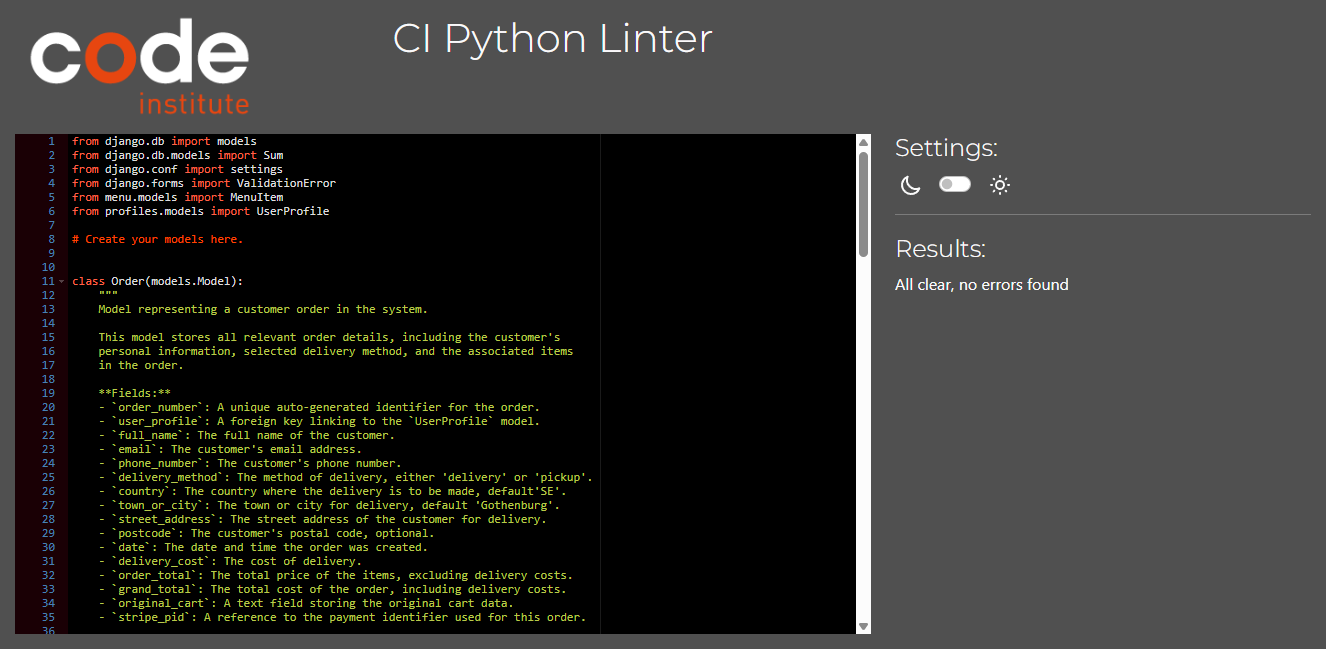 code
institute
CI Python Linter
1 from django.db import models
2 from django.db.models import Sum
3 from django.conf import settings
4 from django.forms import ValidationError
5 from menu.models import MenuItem
6 from profiles.models import UserProfile
7
8 # Create your models here.
9
10
11 class Order(models.Model):
12 """
13 Model representing a customer order in the system.
14
15 This model stores all relevant order details, including the customer's
16 personal information, selected delivery method, and the associated items
17 in the order.
18
19 **Fields:**
20 - `order_number`: A unique auto-generated identifier for the order.
21 - `user_profile`: A foreign key linking to the `UserProfile` model.
22 - `full_name`: The full name of the customer.
23 - `email`: The customer's email address.
24 - `phone_number`: The customer's phone number.
25 - `delivery_method`: The method of delivery, either 'delivery' or 'pickup'.
26 - `country`: The country where the delivery is to be made, default'SE'.
27 - `town_or_city`: The town or city for delivery, default 'Gothenburg'.
28 - `street_address`: The street address of the customer for delivery.
29 - `postcode`: The customer's postal code, optional.
30 - `date`: The date and time the order was created.
31 - `delivery_cost`: The cost of delivery.
32 - `order_total`: The total price of the items, excluding delivery costs.
33 - `grand_total`: The total cost of the order, including delivery costs.
34 - `original_cart`: A text field storing the original cart data.
35 - `stripe_pid`: A reference to the payment identifier used for this order.
36
Settings:
Results:
All clear, no errors found